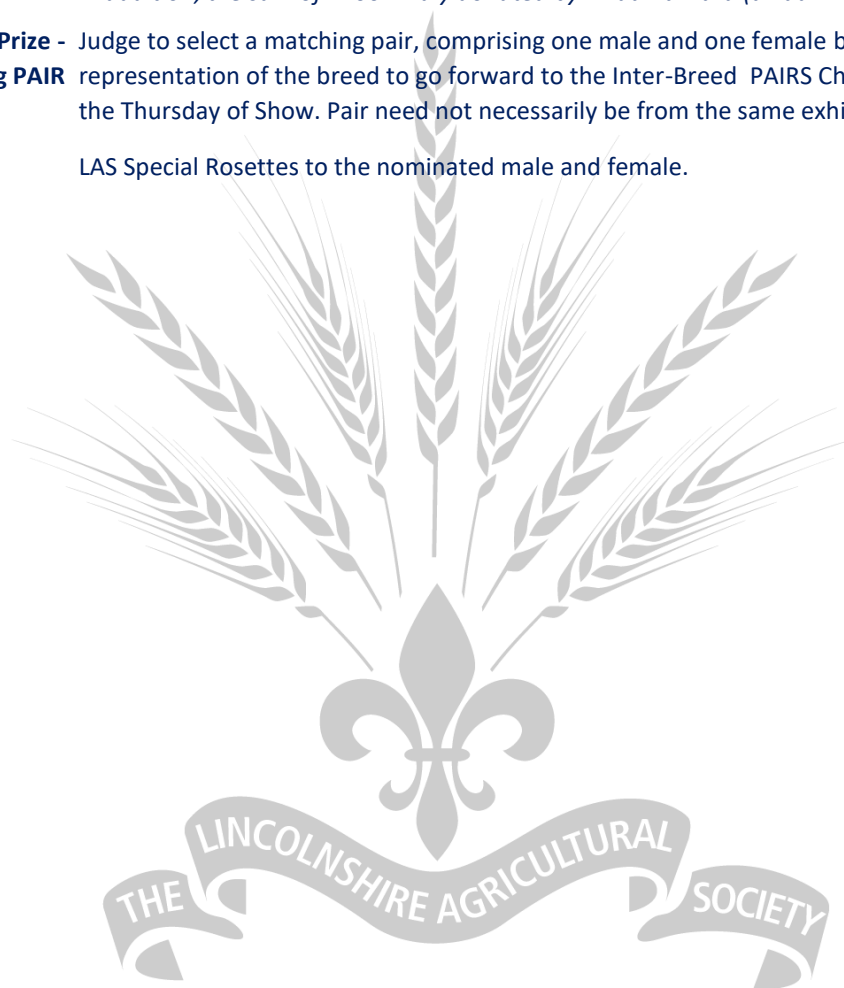 Prize - Judge to select a matching pair, comprising one male and one female b
g PAIR representation of the breed to go forward to the Inter-Breed PAIRS Ch
the Thursday of Show. Pair need not necessarily be from the same exhi
LAS Special Rosettes to the nominated male and female.
THE LINCOLNSHIRE AGRICULTURAL SOCIETY